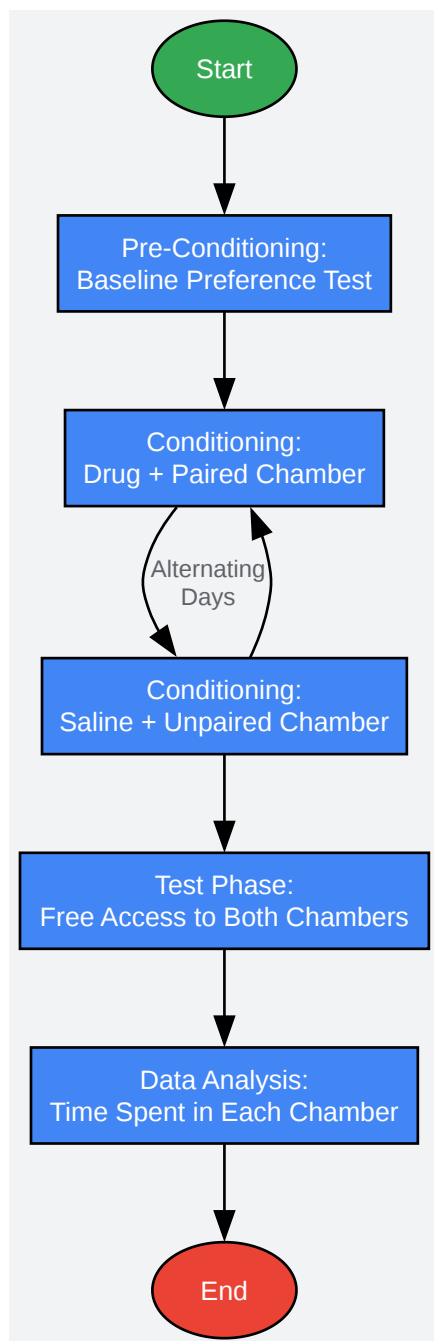 Start
Pre-Conditioning:
Baseline Preference Test
Conditioning:
Drug + Paired Chamber
Alternating
Days
Conditioning:
Saline + Unpaired Chamber
Test Phase:
Free Access to Both Chambers
Data Analysis:
Time Spent in Each Chamber
End